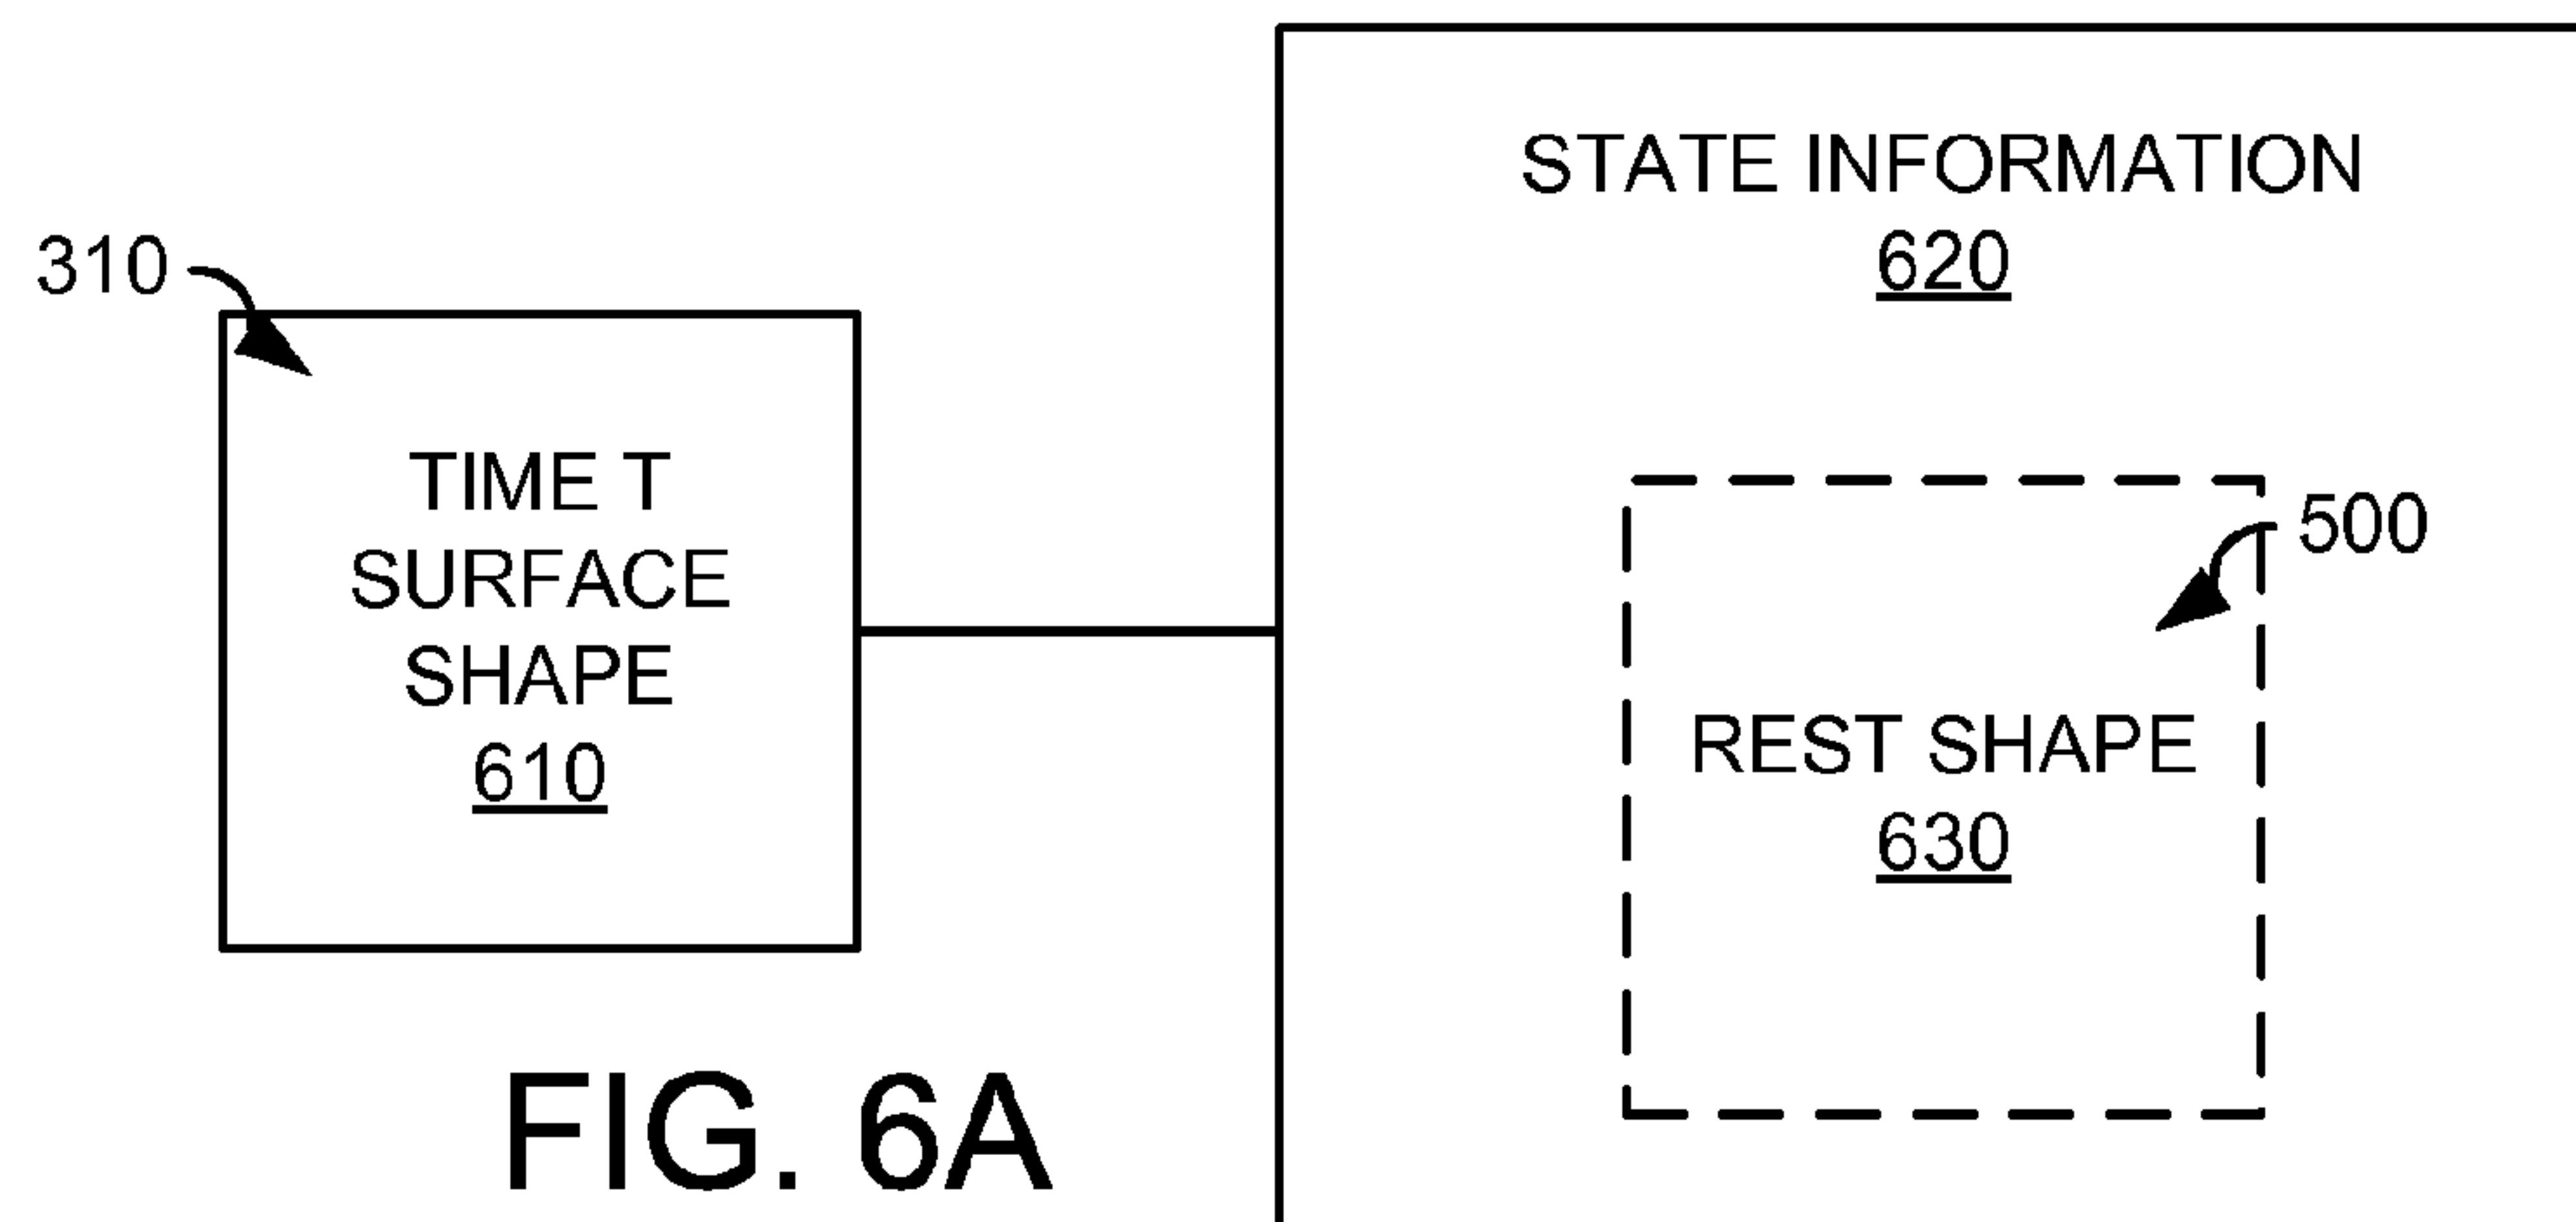 310
TIME T
SURFACE
SHAPE
610
STATE INFORMATION
620
500
REST SHAPE
630
FIG. 6A